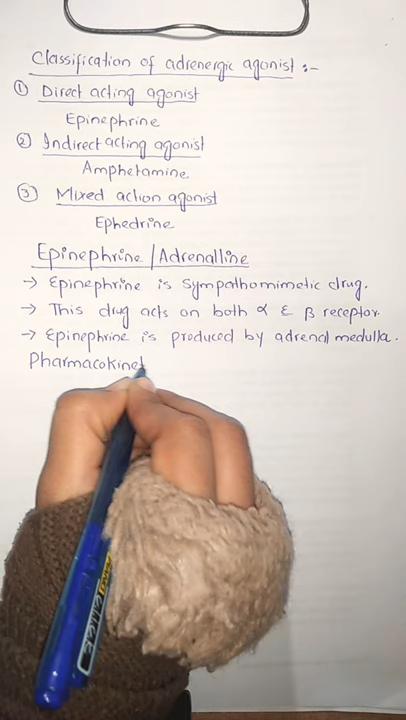 Classification of adrenergic agonist :-
① Direct acting agonist
Epinephrine
② Indirect acting agonist
Amphetamine
③ Mixed action agonist
Ephedrine
Epinephrine/Adrenalline
→ Epinephrine is sympathomimetic drug.
→ This drug acts on both α & β receptor.
→ Epinephrine is produced by adrenal medulla.
Pharmacokinet